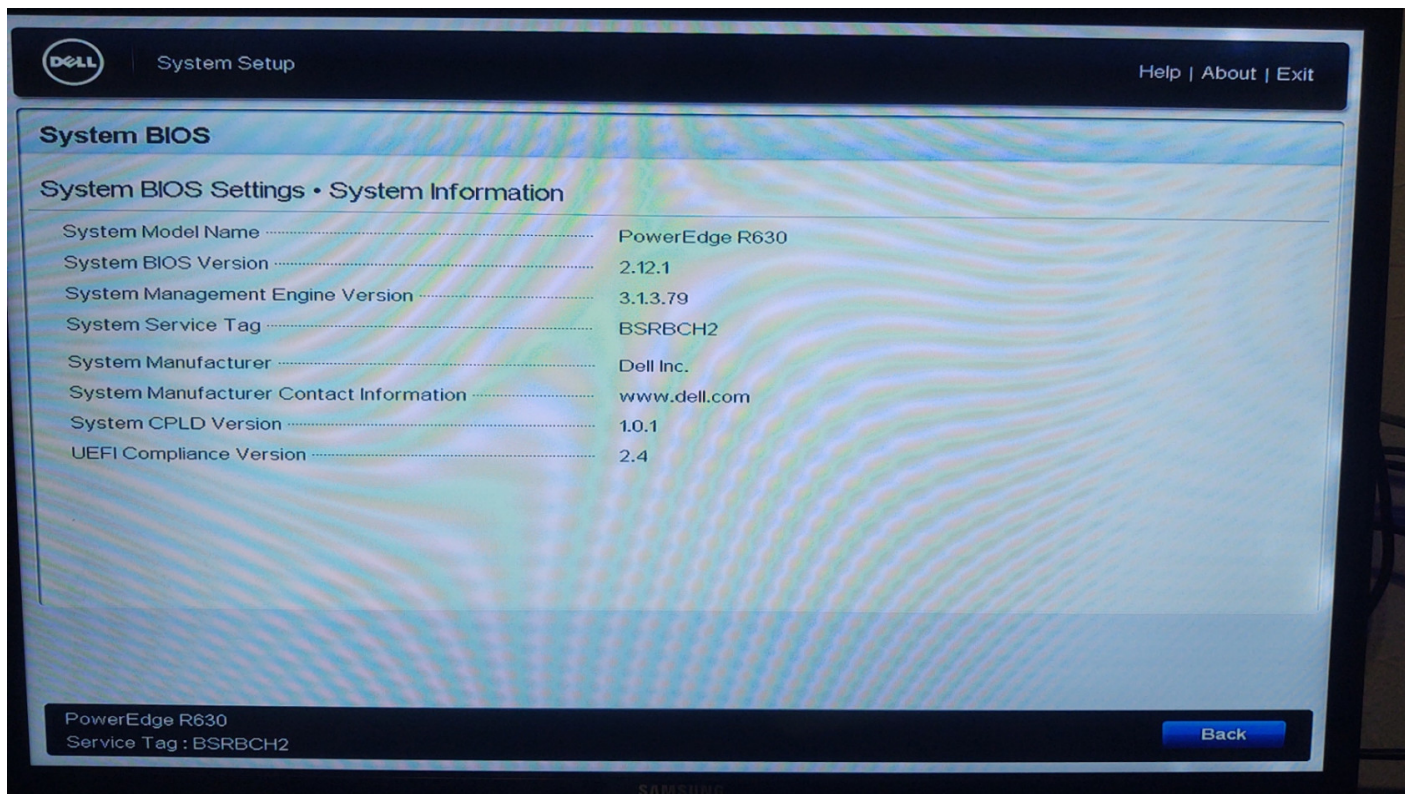 DELL
System Setup
Help | About | Exit
System BIOS
System BIOS Settings • System Information
System Model Name PowerEdge R630
System BIOS Version 2.12.1
System Management Engine Version 3.1.3.79
System Service Tag BSRBCH2
System Manufacturer Dell Inc.
System Manufacturer Contact Information www.dell.com
System CPLD Version 1.0.1
UEFI Compliance Version 2.4
PowerEdge R630
Service Tag : BSRBCH2
Back
SAMSUNG